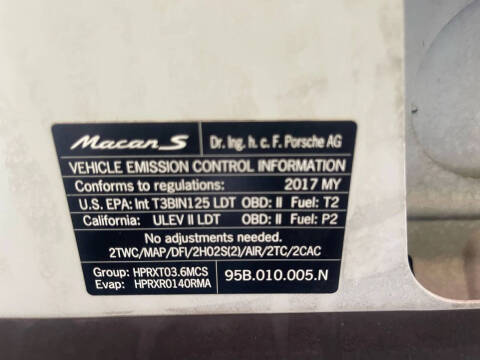 Macan S Dr. Ing. h. c. F. Porsche AG
VEHICLE EMISSION CONTROL INFORMATION
Conforms to regulations: 2017 MY
U.S. EPA: Int T3BIN125 LDT OBD: II Fuel: T2
California: ULEV II LDT OBD: II Fuel: P2
No adjustments needed.
2TWC/MAP/DFI/2HO2S(2)/AIR/2TC/2CAC
Group: HPRXT03.6MCS 95B.010.005.N
Evap: HPRXR0140RMA